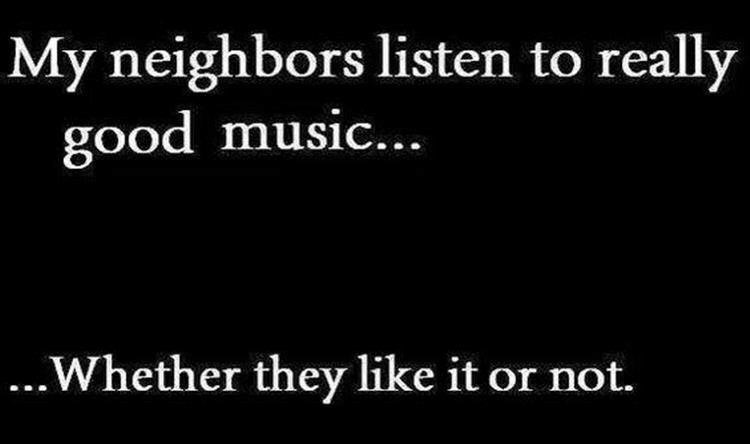 My neighbors listen to really
good music...
...Whether they like it or not.